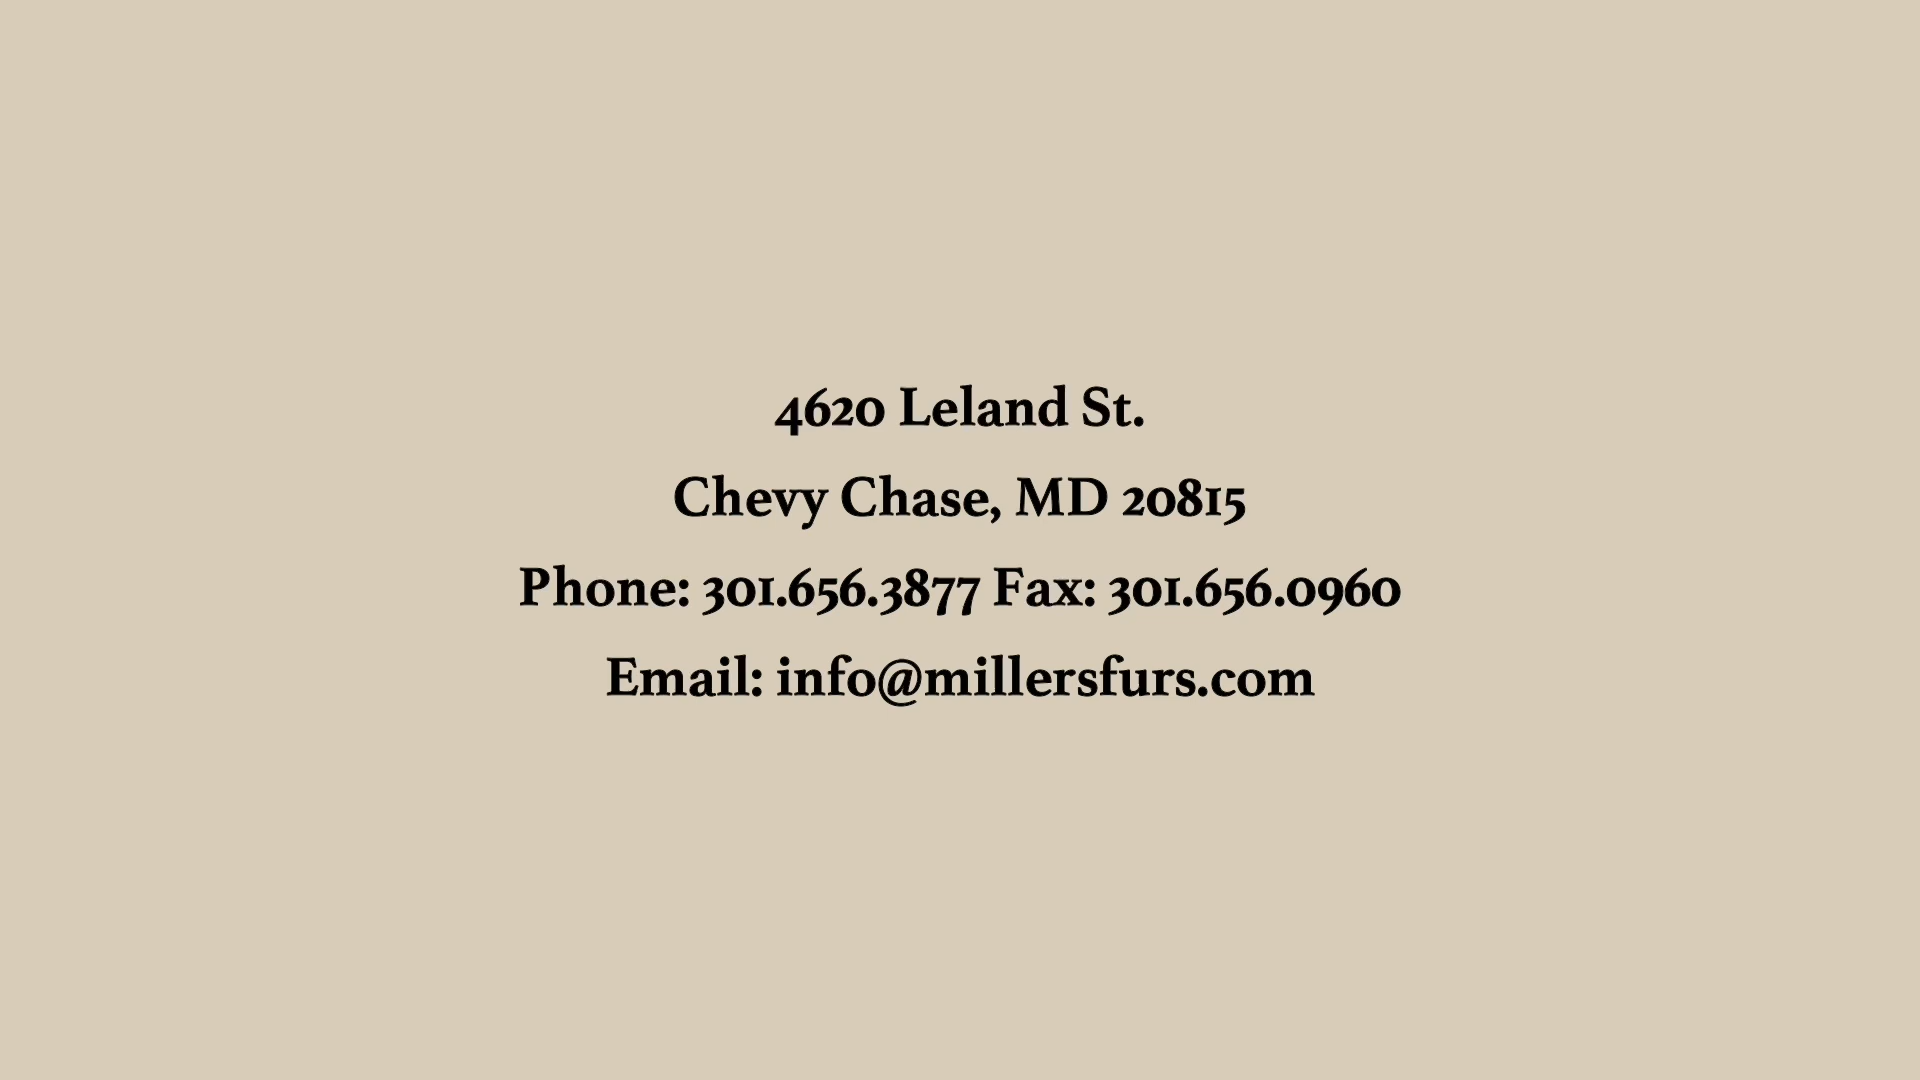 4620 Leland St.
Chevy Chase, MD 20815
Phone: 301.656.3877 Fax: 301.656.0960
Email: info@millersfurs.com